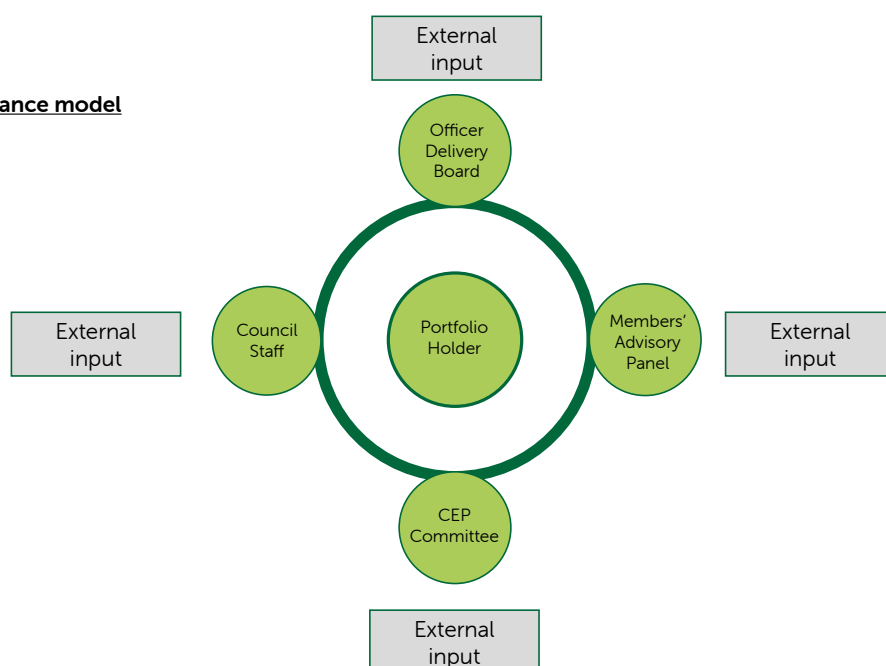 External
input
ance model
Officer
Delivery
Board
External
input
Council
Staff
Portfolio
Holder
Members’
Advisory
Panel
External
input
CEP
Committee
External
input